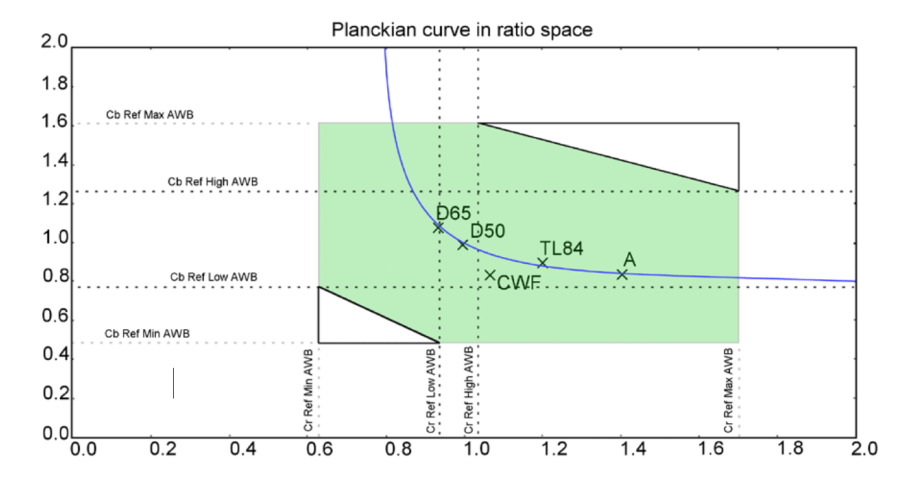 Planckian curve in ratio space
2.0
1.8
Cb Ref Max AWB
1.6
1.4
Cb Ref High AWB
1.2
D65
D50
1.0
TL84
A
Cb Ref Low AWB
0.8
CWF
0.6
Cb Ref Min AWB
0.4
0.2
0.0
Cr Ref Min AWB
Cr Ref Low AWB
Cr Ref High AWB
Cr Ref Max AWB
0.0 0.2 0.4 0.6 0.8 1.0 1.2 1.4 1.6 1.8 2.0